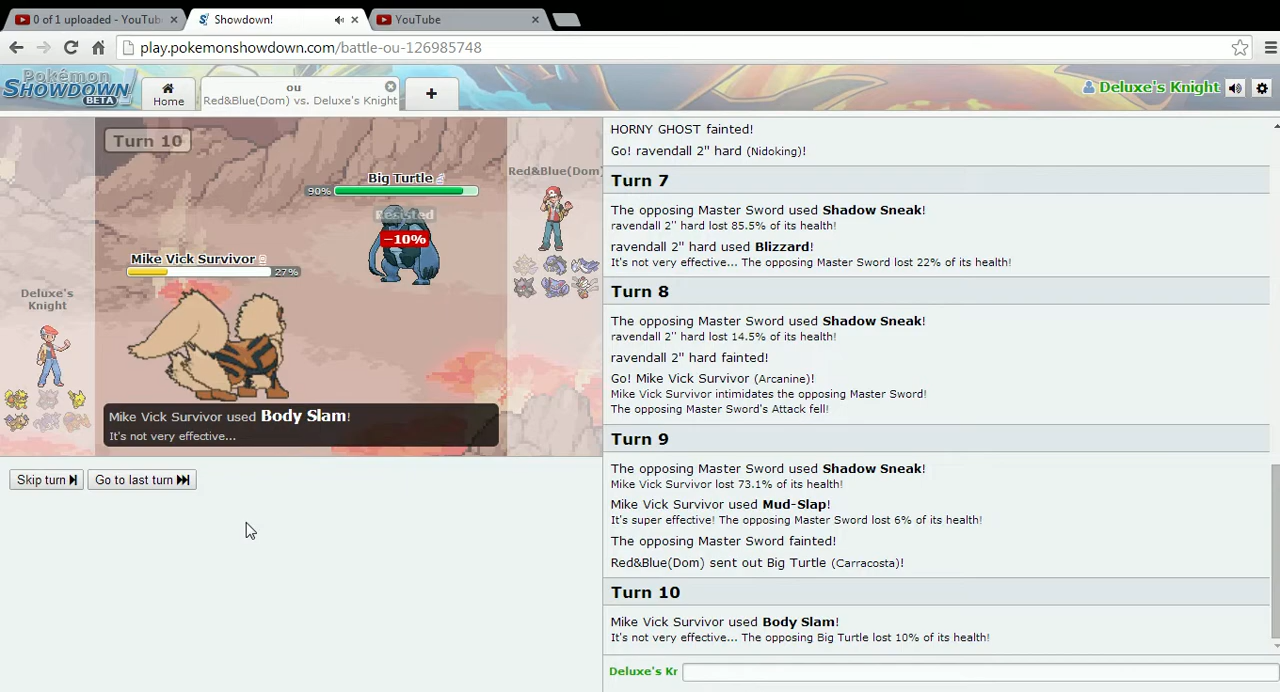 0 of 1 uploaded - YouTub
Showdown!
YouTube
play.pokemonshowdown.com/battle-ou-126985748
Pokémon
SHOWDOWN
BETA
Home
ou
Red&Blue(Dom) vs. Deluxe's Knight
+
Deluxe's Knight
Turn 10
Big Turtle
90%
Resisted
−10%
Mike Vick Survivor
27%
Red&Blue(Dom)
Deluxe's
Knight
Mike Vick Survivor used Body Slam!
It's not very effective...
Skip turn
Go to last turn
HORNY GHOST fainted!
Go! ravendall 2" hard (Nidoking)!
Turn 7
The opposing Master Sword used Shadow Sneak!
ravendall 2" hard lost 85.5% of its health!
ravendall 2" hard used Blizzard!
It's not very effective... The opposing Master Sword lost 22% of its health!
Turn 8
The opposing Master Sword used Shadow Sneak!
ravendall 2" hard lost 14.5% of its health!
ravendall 2" hard fainted!
Go! Mike Vick Survivor (Arcanine)!
Mike Vick Survivor intimidates the opposing Master Sword!
The opposing Master Sword's Attack fell!
Turn 9
The opposing Master Sword used Shadow Sneak!
Mike Vick Survivor lost 73.1% of its health!
Mike Vick Survivor used Mud-Slap!
It's super effective! The opposing Master Sword lost 6% of its health!
The opposing Master Sword fainted!
Red&Blue(Dom) sent out Big Turtle (Carracosta)!
Turn 10
Mike Vick Survivor used Body Slam!
It's not very effective... The opposing Big Turtle lost 10% of its health!
Deluxe's Kr